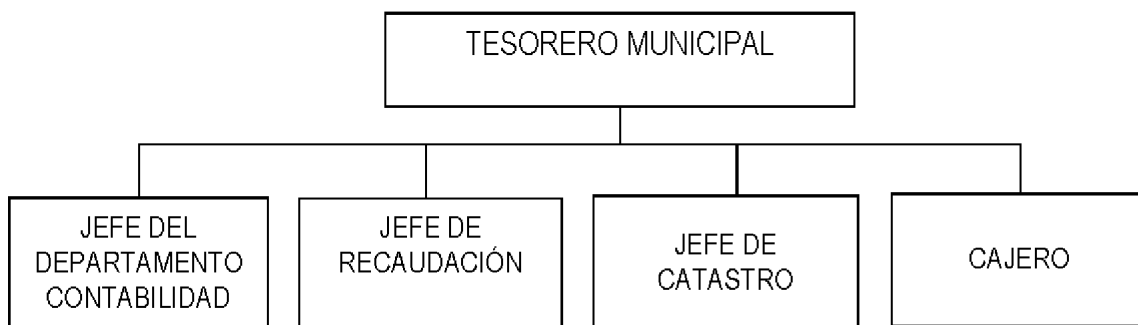 TESORERO MUNICIPAL
JEFE DEL
DEPARTAMENTO
CONTABILIDAD
JEFE DE
RECAUDACIÓN
JEFE DE
CATASTRO
CAJERO